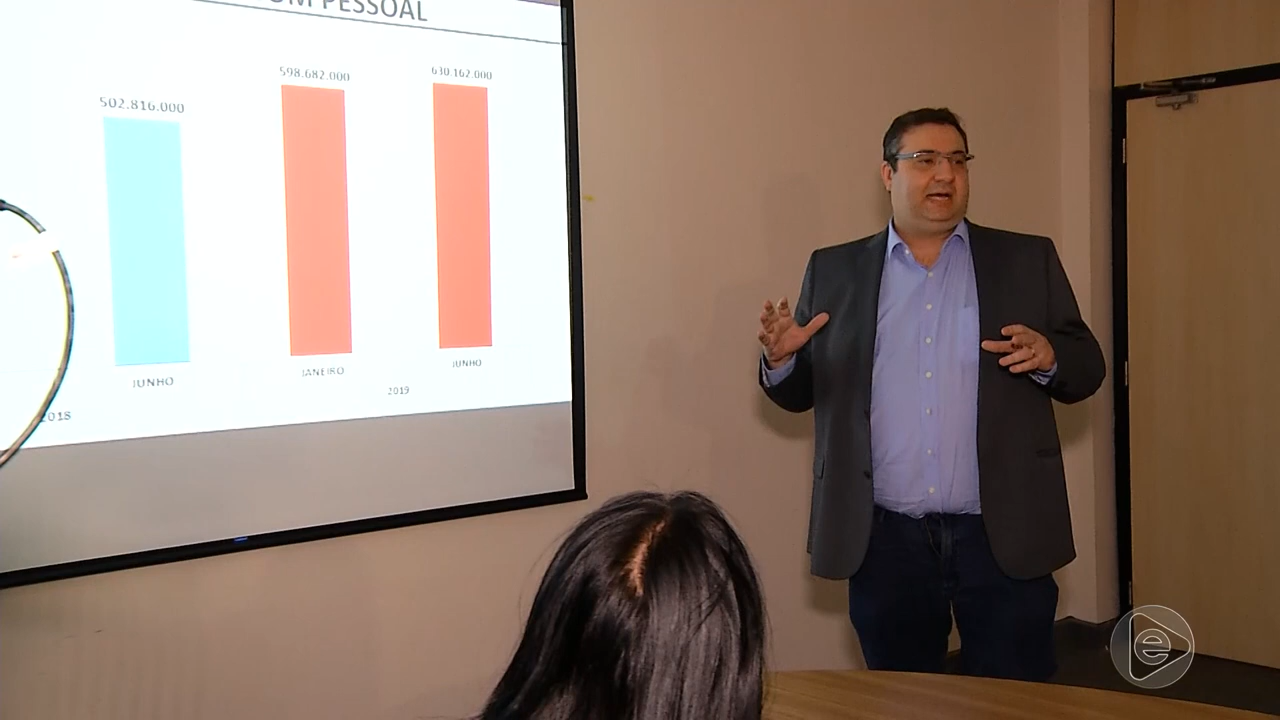 PESSOAL
502.816.000
598.682.000
630.162.000
JUNHO
JANEIRO
JUNHO
2018
2019
e